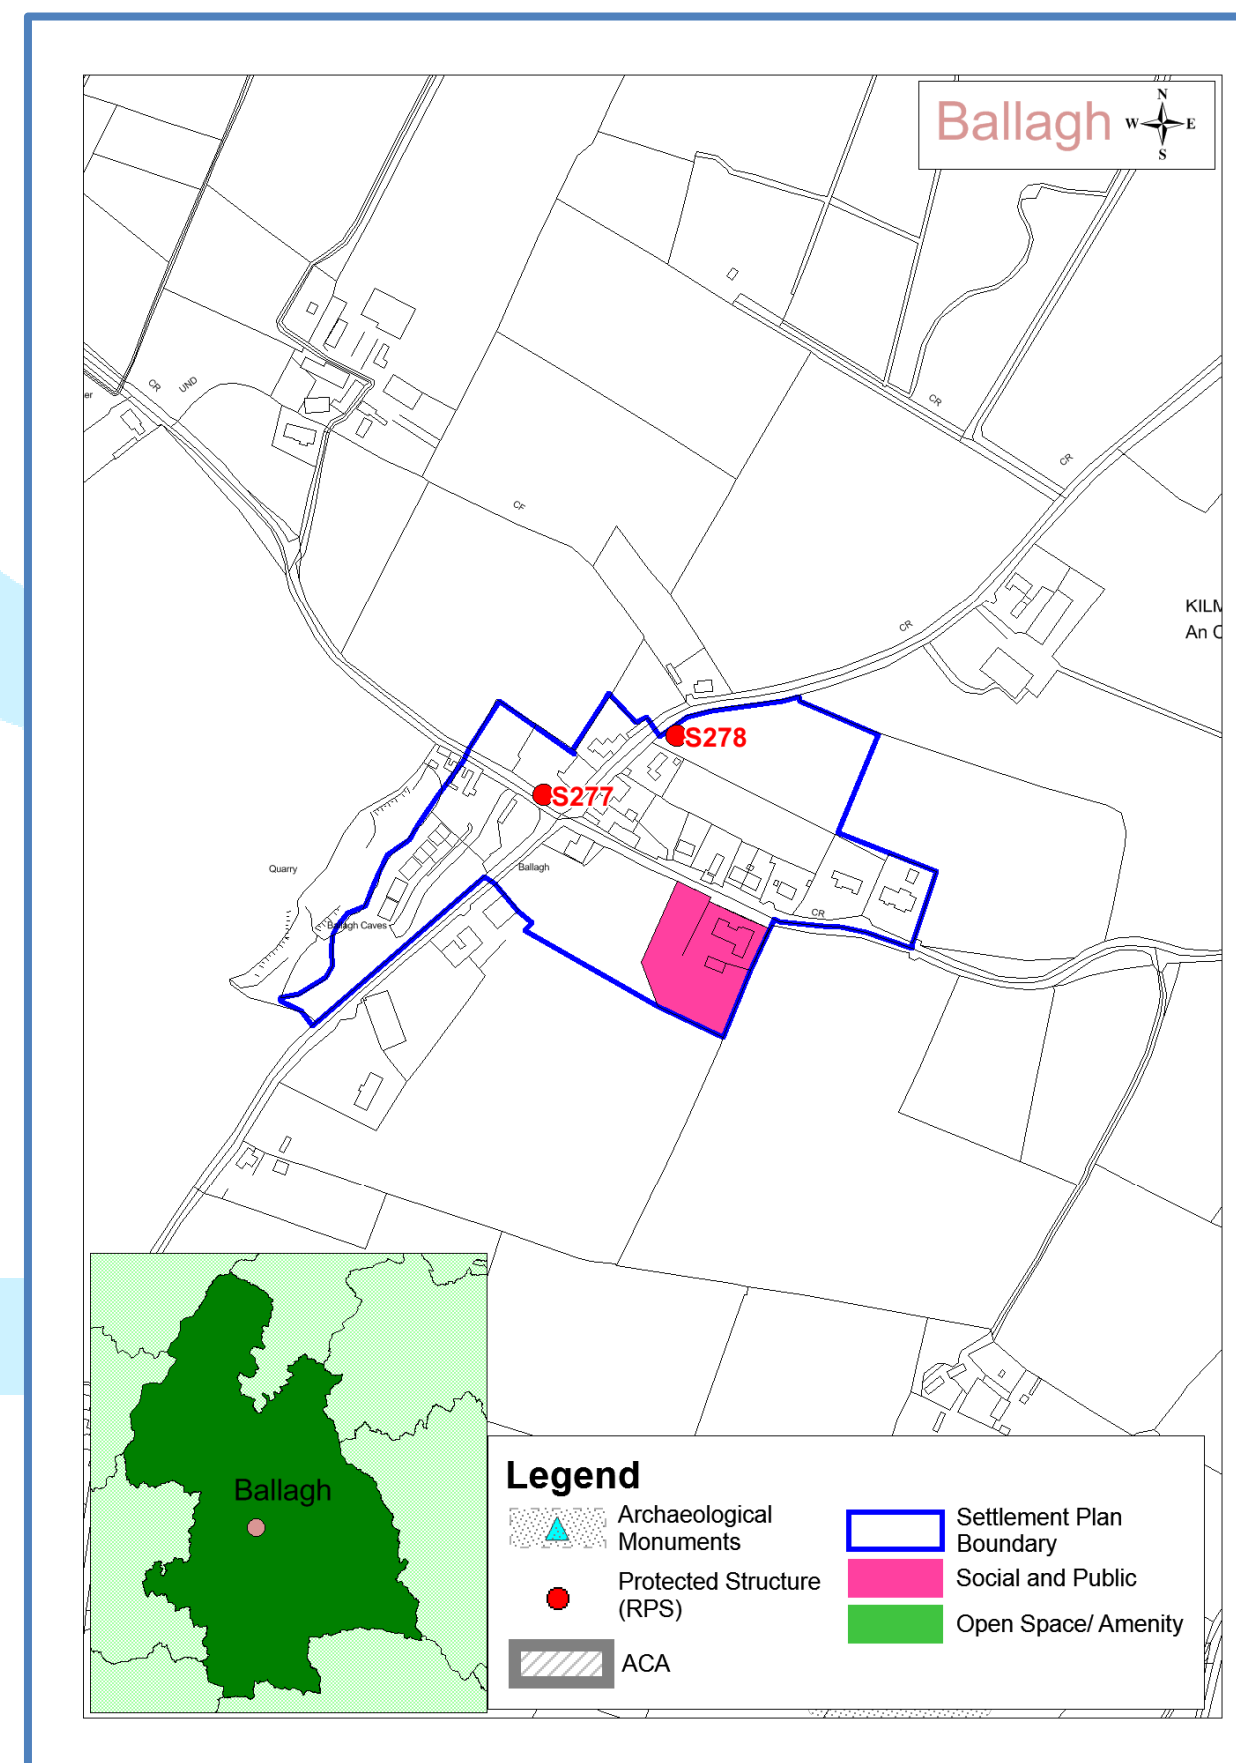 Ballagh
N
W E
S
CR
UND
er
CR
CR
CF
CR
KILM
An C
S278
S277
Quarry
Ballagh
Ballagh Caves
CR
Ballagh
Legend
Archaeological
Monuments
Protected Structure
(RPS)
ACA
Settlement Plan
Boundary
Social and Public
Open Space/ Amenity